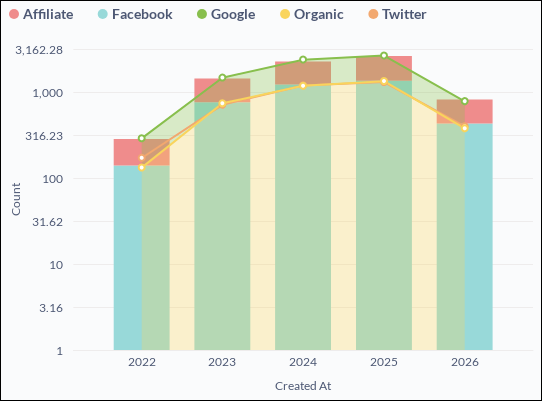 Affiliate Facebook Google Organic Twitter
3,162.28
1,000
316.23
100
31.62
10
3.16
1
Count
2022 2023 2024 2025 2026
Created At